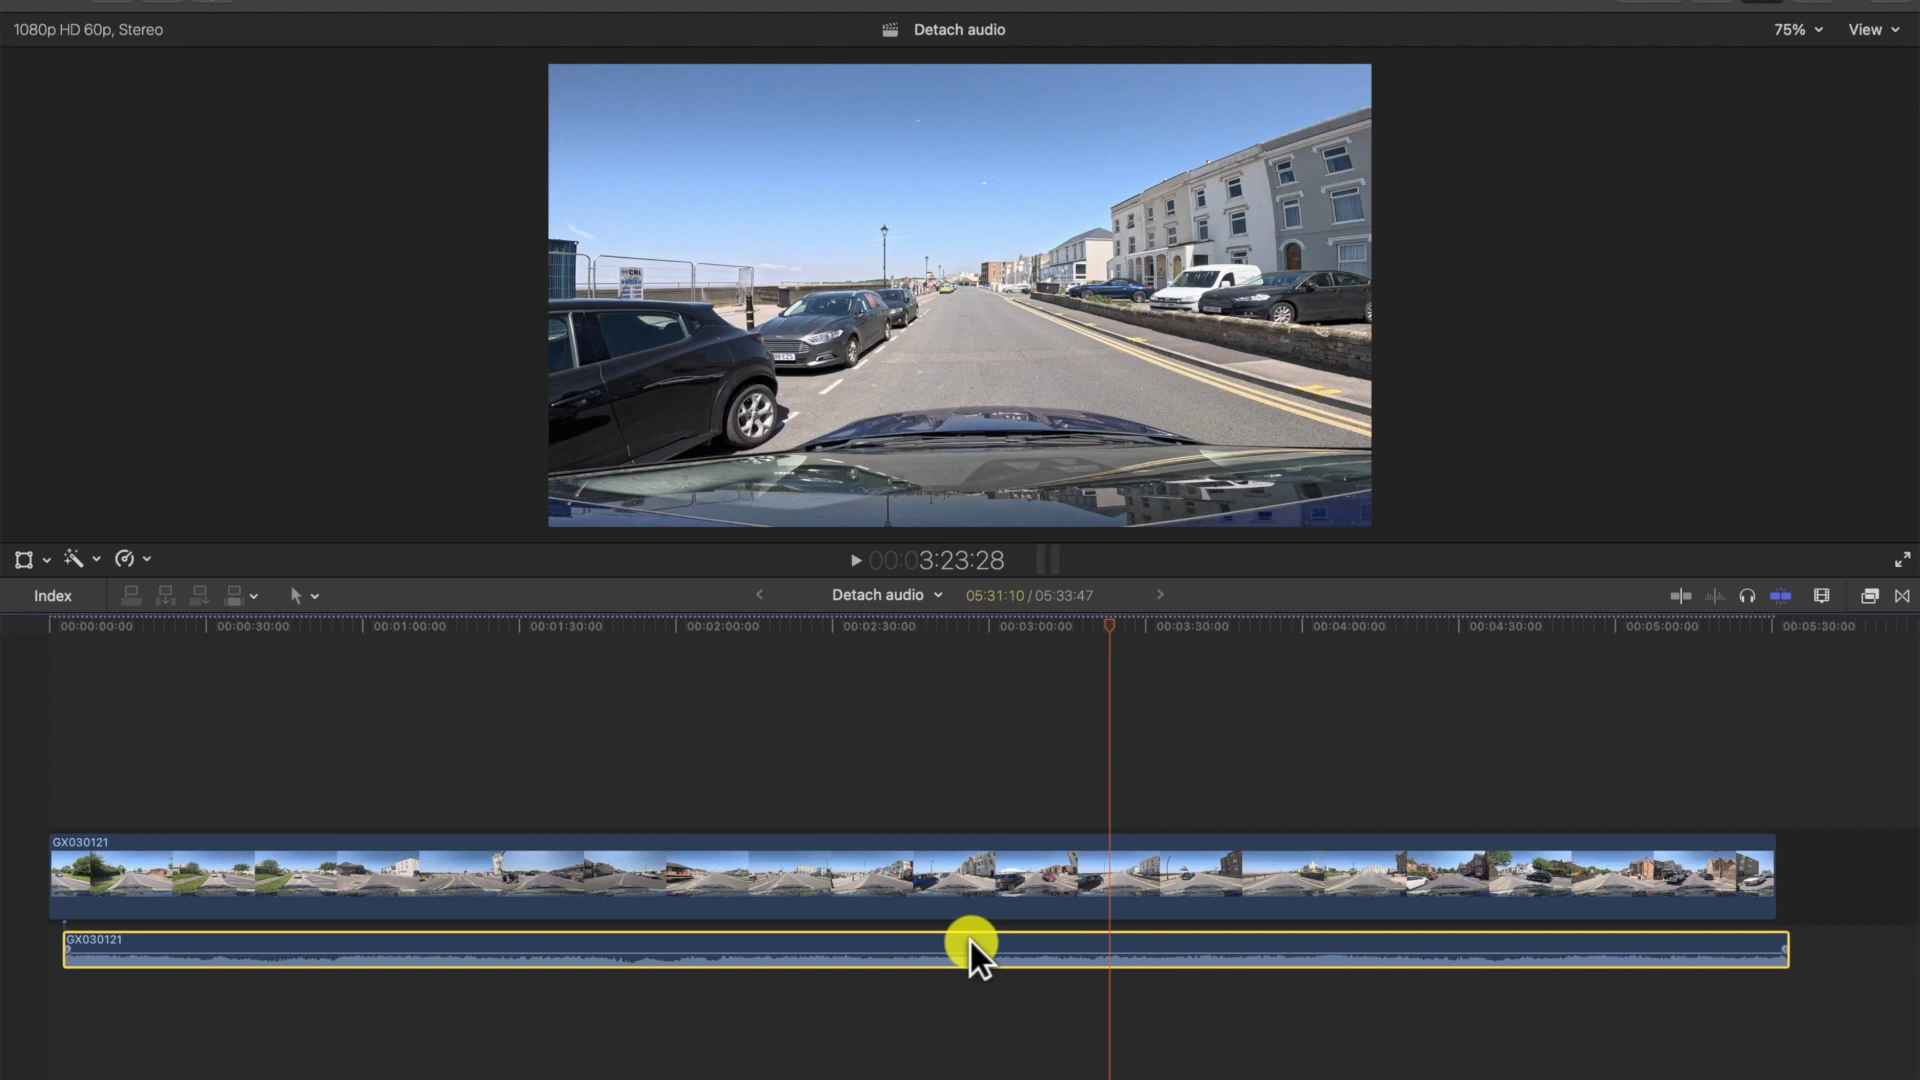 1080p HD 60p, Stereo
Detach audio
75%
View
00:03:23:28
Index
Detach audio
05:31:10 / 05:33:47
00:00:00:00
00:00:30:00
00:01:00:00
00:01:30:00
00:02:00:00
00:02:30:00
00:03:00:00
00:03:30:00
00:04:00:00
00:04:30:00
00:05:00:00
00:05:30:00
GX030121
GX030121